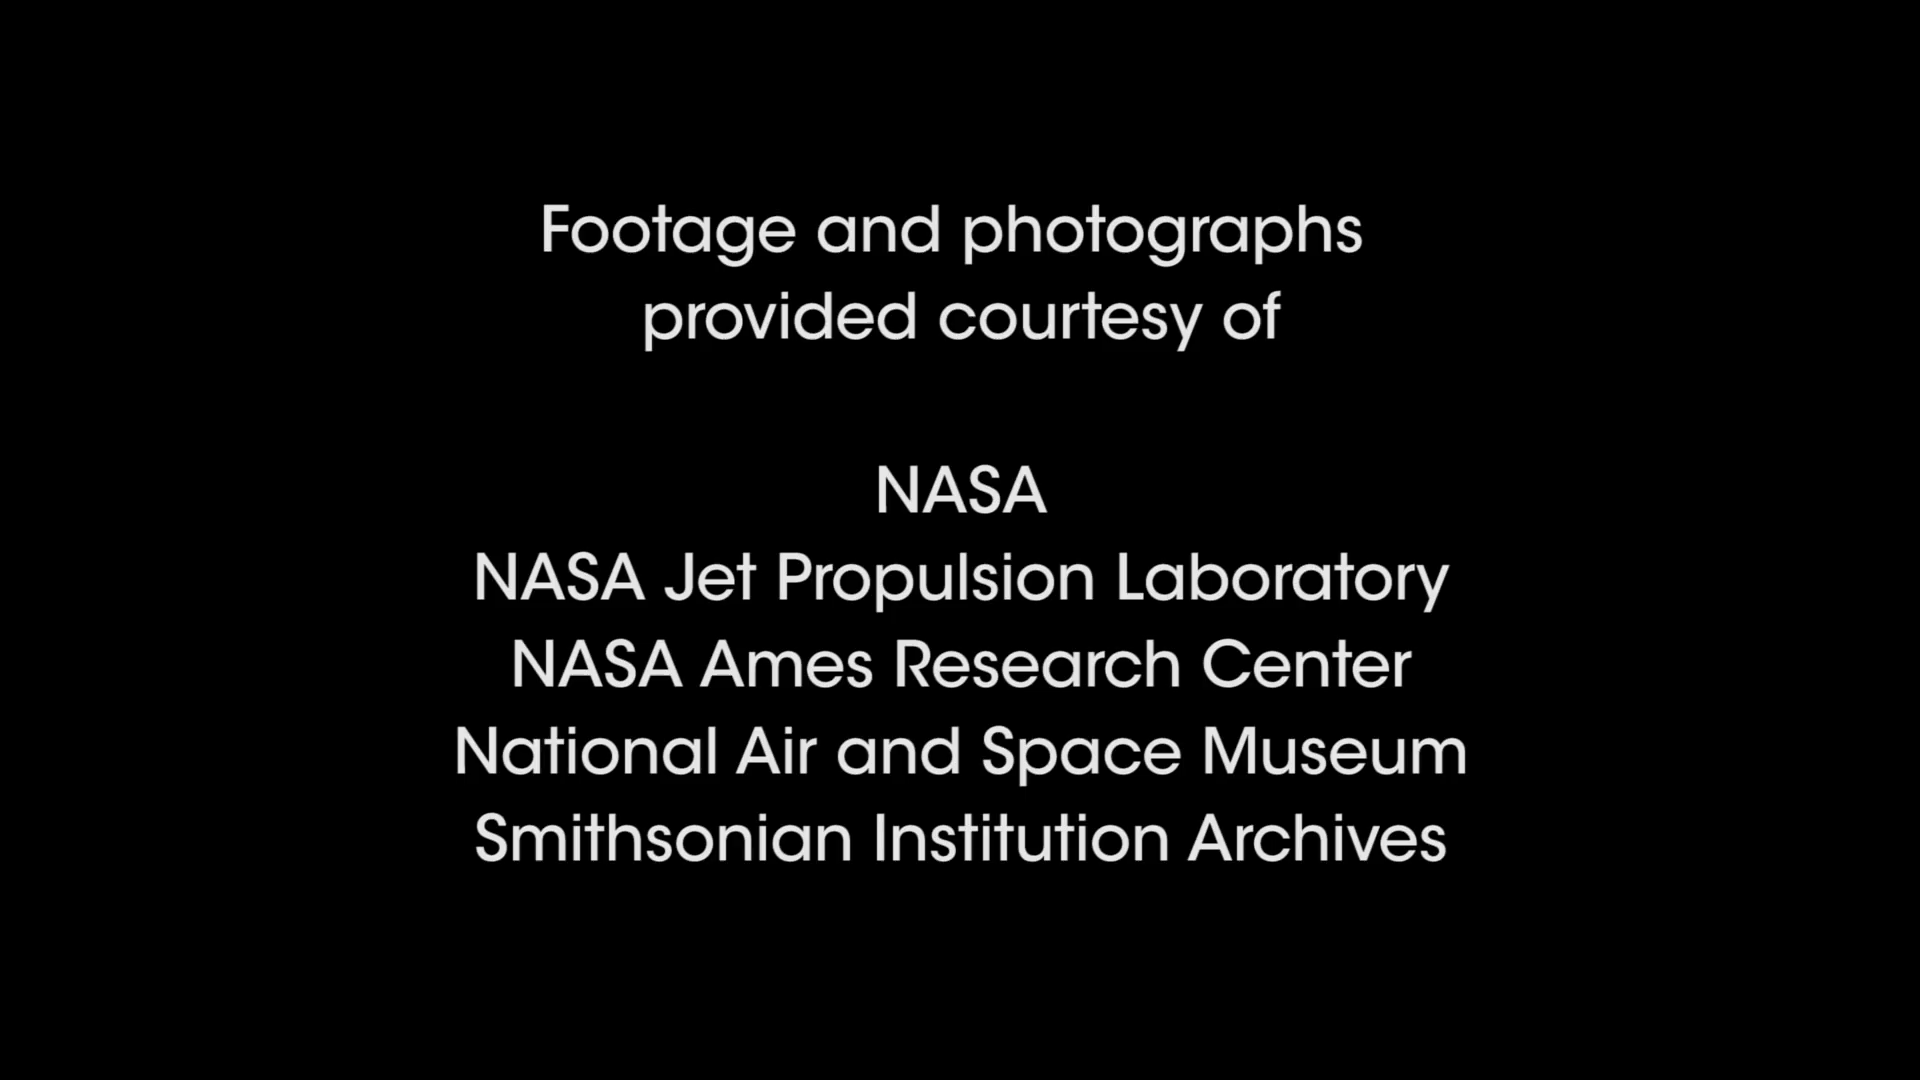 Footage and photographs
provided courtesy of
NASA
NASA Jet Propulsion Laboratory
NASA Ames Research Center
National Air and Space Museum
Smithsonian Institution Archives